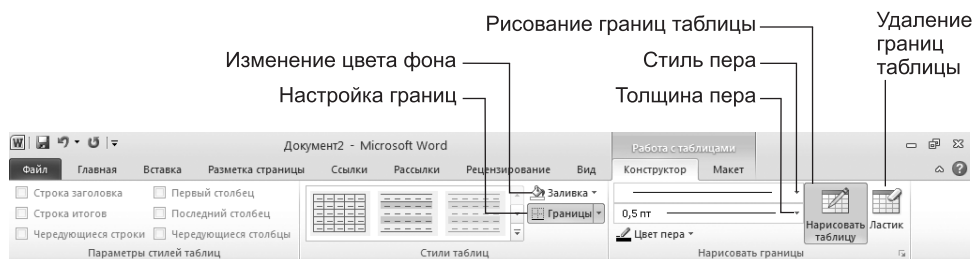 Рисование границ таблицы
Удаление
границ
таблицы
Изменение цвета фона
Стиль пера
Настройка границ
Толщина пера
Документ2 - Microsoft Word
Работа с таблицами
Файл Главная Вставка Разметка страницы Ссылки Рассылки Рецензирование Вид Конструктор Макет
Строка заголовка Первый столбец
Строка итогов Последний столбец
Чередующиеся строки Чередующиеся столбцы
Параметры стилей таблиц
Заливка
Границы
Стили таблиц
0,5 пт
Цвет пера
Нарисовать
таблицу
Ластик
Нарисовать границы